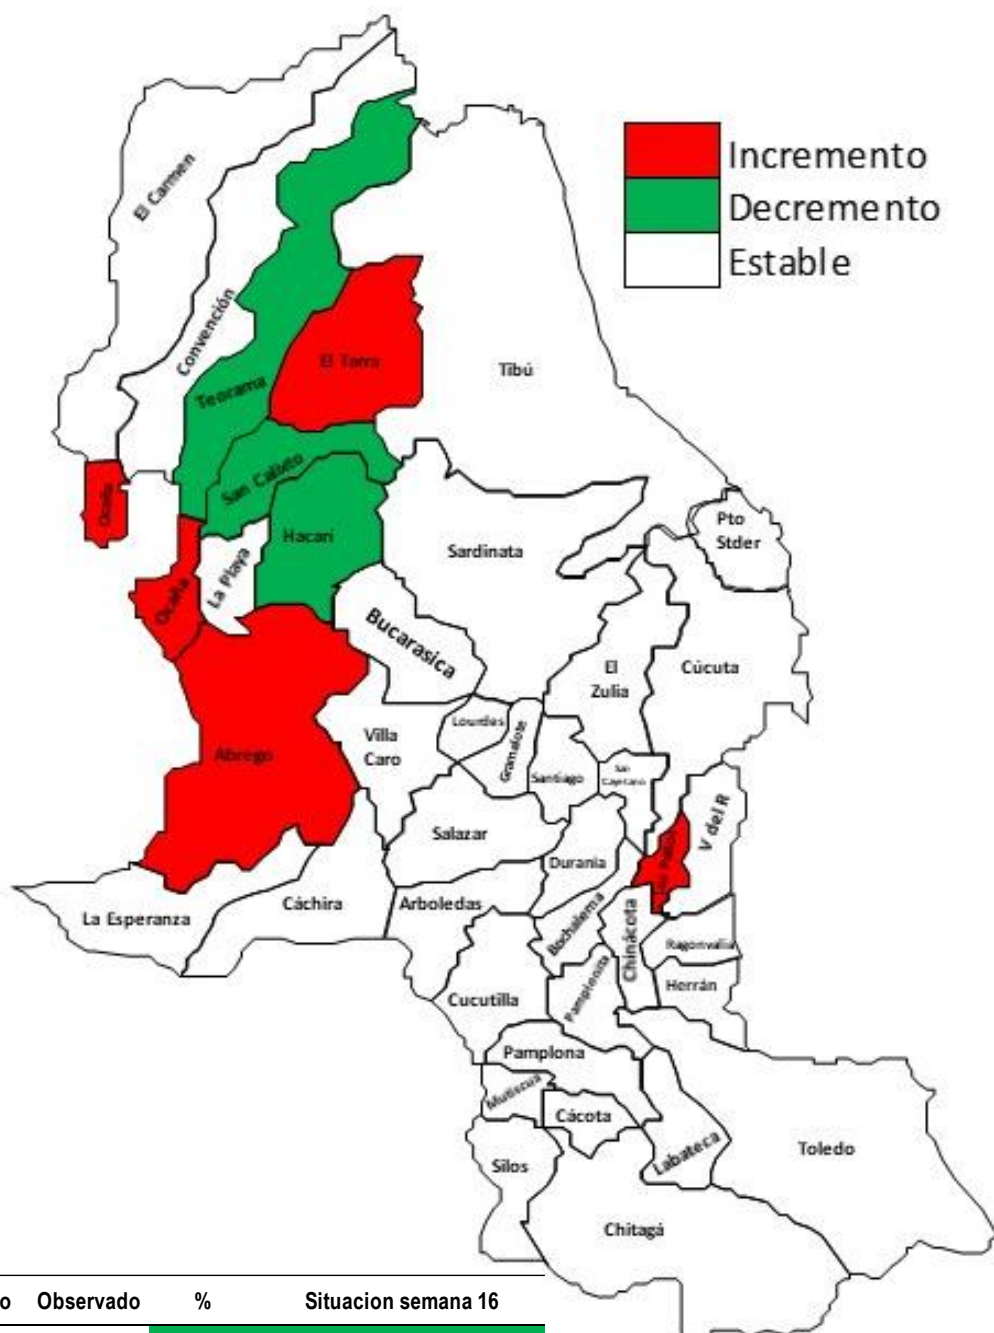 Incremento
Decremento
Estable
El Carmen
Convención
Teorama
El Tarra
Tibú
San Calixto
Ocaña
Hacarí
Sardinata
Pto
Stder
La Playa
Ocaña
Bucarasica
El
Zulia
Cúcuta
Abrego
Villa
Caro
Lourdes
Gramalote
Santiago
San
Cayetano
V del R
Salazar
Durania
La Esperanza
Cáchira
Arboledas
Bochalema
Chinácota
Ragonvalia
Herrán
Cucutilla
Pamplonita
Pamplona
Mutiscua
Cácota
Silos
Labateca
Toledo
Chitagá
o Observado % Situacion semana 16